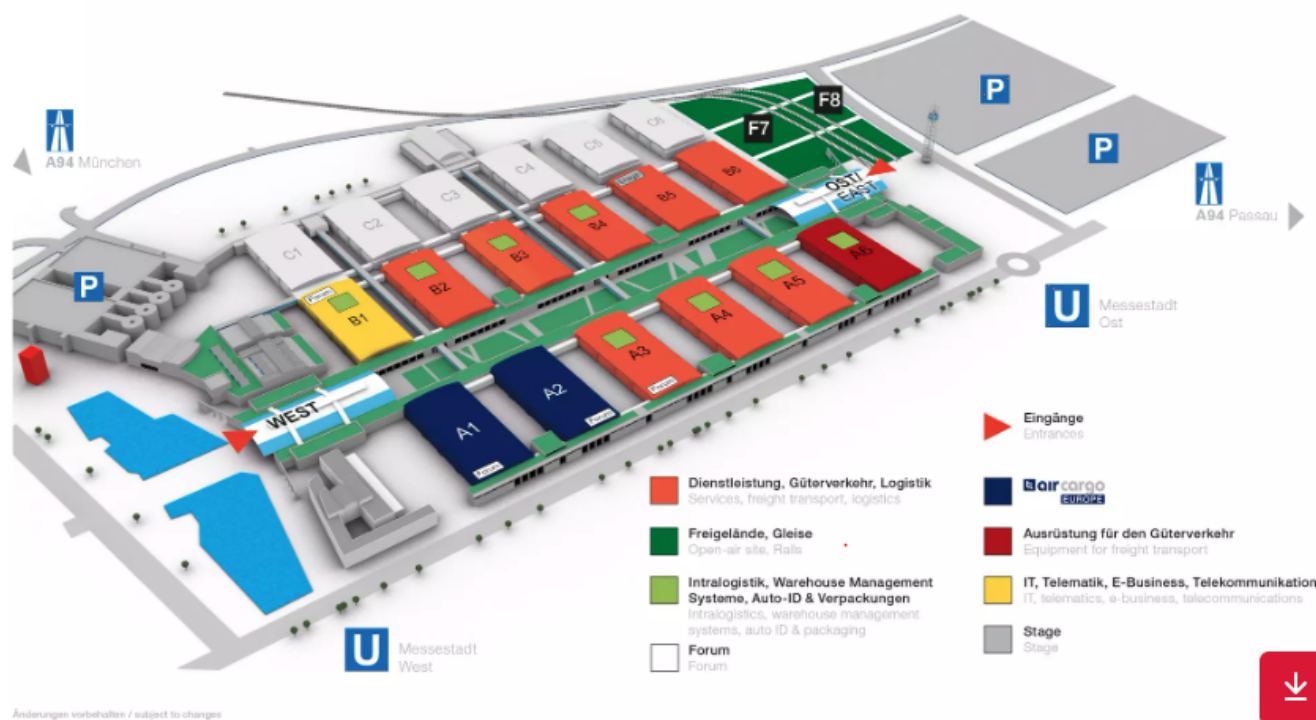 F8
F7
A94 München
C6
C5
C4
C3
C2
C1
OST/
EAST
A94 Passau
B6
Stage
B5
B4
B3
B2
Forum
B1
A6
A5
A4
A3
Forum
A2
Forum
A1
Forum
WEST
P
P
P
U
Messestadt
Ost
U
Messestadt
West
Dienstleistung, Güterverkehr, Logistik
Services, freight transport, logistics
Freigelände, Gleise
Open-air site, Rails
Intralogistik, Warehouse Management
Systeme, Auto-ID & Verpackungen
Intralogistics, warehouse management
systems, auto ID & packaging
Forum
Forum
Eingänge
Entrances
air cargo
EUROPE
Ausrüstung für den Güterverkehr
Equipment for freight transport
IT, Telematik, E-Business, Telekommunikation
IT, telematics, e-business, telecommunications
Stage
Stage
Änderungen vorbehalten / subject to changes